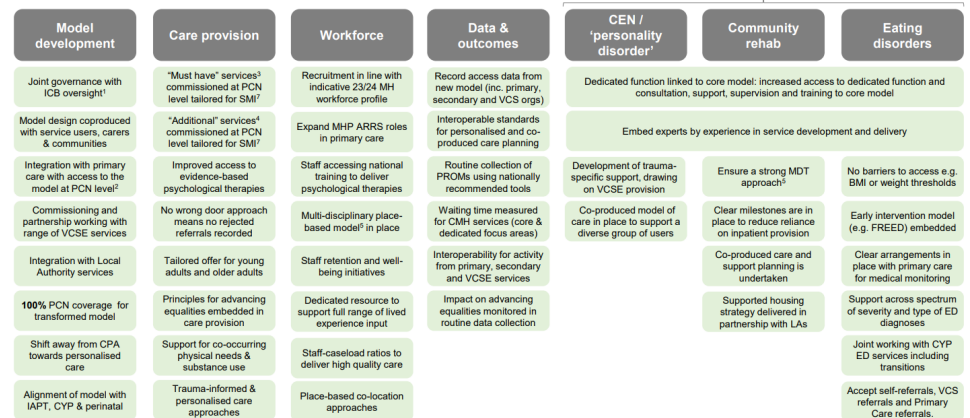 Model
development
Care provision
Workforce
Data &
outcomes
CEN /
‘personality
disorder’
Community
rehab
Eating
disorders
Joint governance with
ICB oversight¹
Model design coproduced
with service users, carers
& communities
Integration with primary
care with access to the
model at PCN level²
Commissioning and
partnership working with
range of VCSE services
Integration with Local
Authority services
100% PCN coverage for
transformed model
Shift away from CPA
towards personalised
care
Alignment of model with
IAPT, CYP & perinatal
“Must have” services³
commissioned at PCN
level tailored for SMI⁷
“Additional” services⁴
commissioned at PCN
level tailored for SMI⁷
Improved access to
evidence-based
psychological therapies
No wrong door approach
means no rejected
referrals recorded
Tailored offer for young
adults and older adults
Principles for advancing
equalities embedded in
care provision
Support for co-occurring
physical needs &
substance use
Trauma-informed &
personalised care
approaches
Recruitment in line with
indicative 23/24 MH
workforce profile
Expand MHP ARRS roles
in primary care
Staff accessing national
training to deliver
psychological therapies
Multi-disciplinary place-
based model⁵ in place
Staff retention and well-
being initiatives
Dedicated resource to
support full range of lived
experience input
Staff-caseload ratios to
deliver high quality care
Place-based co-location
approaches
Record access data from
new model (inc. primary,
secondary and VCS orgs)
Interoperable standards
for personalised and co-
produced care planning
Routine collection of
PROMs using nationally
recommended tools
Waiting time measured
for CMH services (core &
dedicated focus areas)
Interoperability for activity
from primary, secondary
and VCSE services
Impact on advancing
equalities monitored in
routine data collection
Dedicated function linked to core model: increased access to dedicated function and
consultation, support, supervision and training to core model
Embed experts by experience in service development and delivery
Development of trauma-
specific support, drawing
on VCSE provision
Co-produced model of
care in place to support a
diverse group of users
Ensure a strong MDT
approach⁵
Clear milestones are in
place to reduce reliance
on inpatient provision
Co-produced care and
support planning is
undertaken
Supported housing
strategy delivered in
partnership with LAs
No barriers to access e.g.
BMI or weight thresholds
Early intervention model
(e.g. FREED) embedded
Clear arrangements in
place with primary care
for medical monitoring
Support across spectrum
of severity and type of ED
diagnoses
Joint working with CYP
ED services including
transitions
Accept self-referrals, VCS
referrals and Primary
Care referrals.